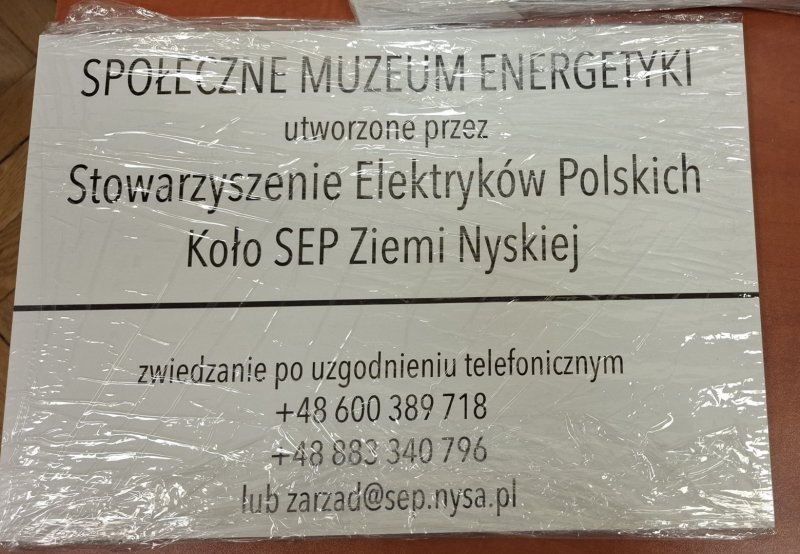 SPOŁECZNE MUZEUM ENERGETYKI
utworzone przez
Stowarzyszenie Elektryków Polskich
Koło SEP Ziemi Nyskiej
zwiedzanie po uzgodnieniu telefonicznym
+48 600 389 718
+48 883 340 796
lub zarzad@sep.nysa.pl